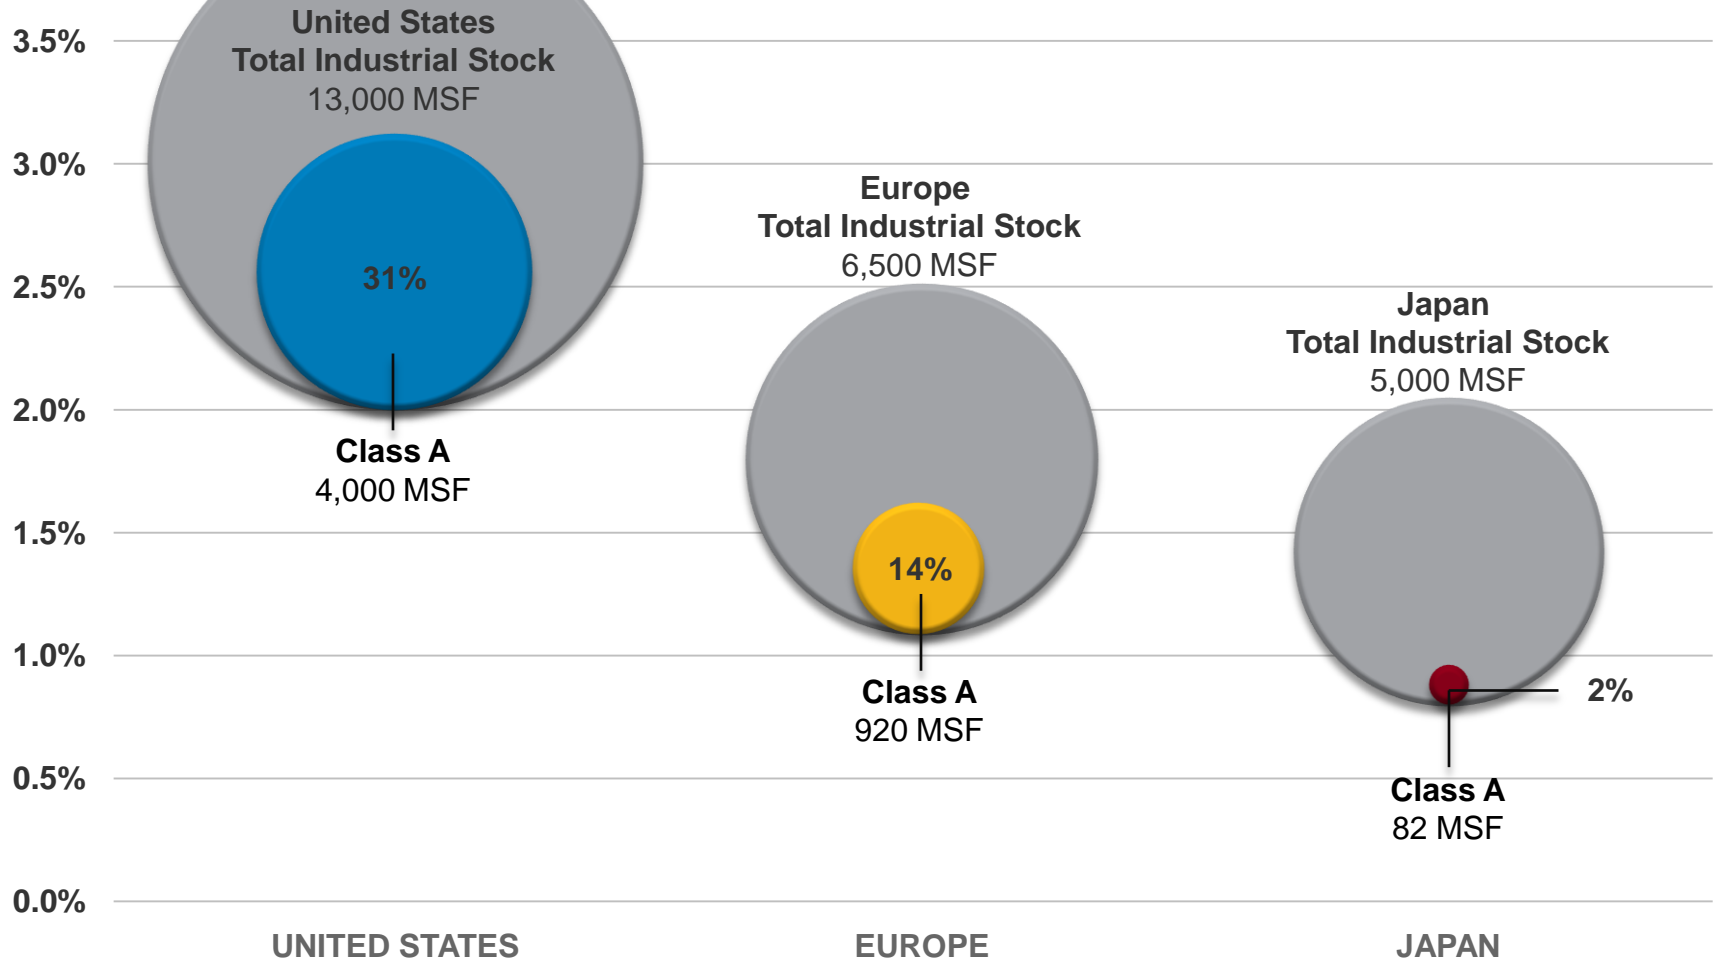 3.5%
3.0%
2.5%
2.0%
1.5%
1.0%
0.5%
0.0%
United States
Total Industrial Stock
13,000 MSF
31%
Class A
4,000 MSF
Europe
Total Industrial Stock
6,500 MSF
14%
Class A
920 MSF
Japan
Total Industrial Stock
5,000 MSF
2%
Class A
82 MSF
UNITED STATES
EUROPE
JAPAN